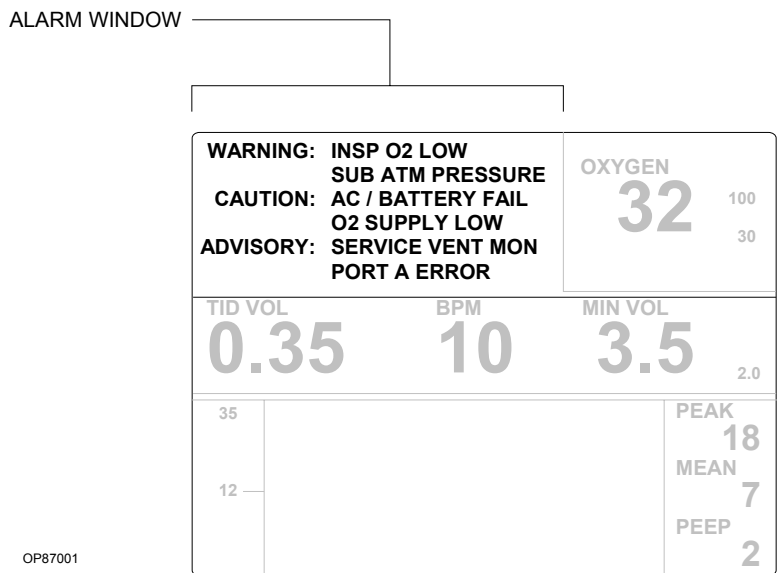 ALARM WINDOW
WARNING: INSP O2 LOW
SUB ATM PRESSURE
CAUTION: AC / BATTERY FAIL
O2 SUPPLY LOW
ADVISORY: SERVICE VENT MON
PORT A ERROR
OXYGEN
32
100
30
TID VOL BPM MIN VOL
0.35 10 3.5
2.0
35
12
PEAK
18
MEAN
7
PEEP
2
OP87001